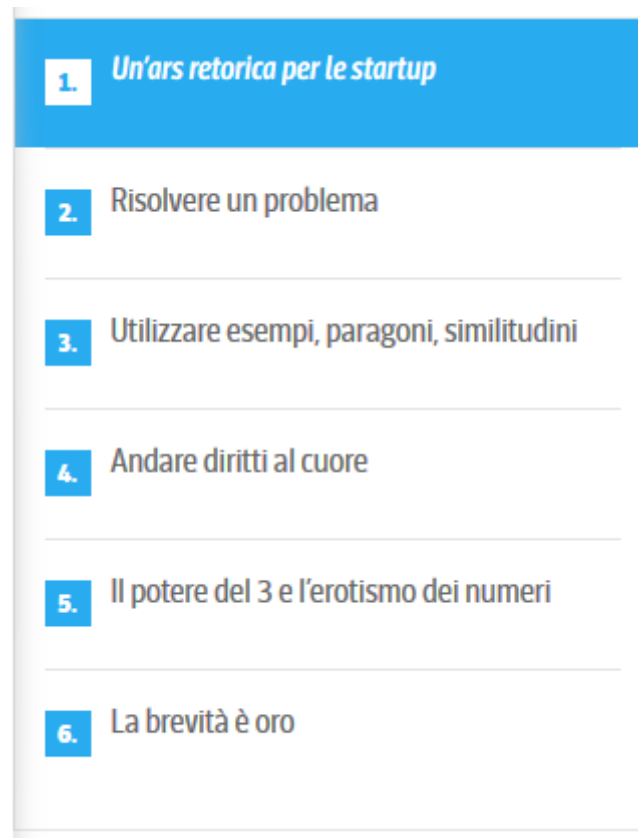 1. Un'ars retorica per le startup
2. Risolvere un problema
3. Utilizzare esempi, paragoni, similitudini
4. Andare diritti al cuore
5. Il potere del 3 e l'erotismo dei numeri
6. La brevità è oro